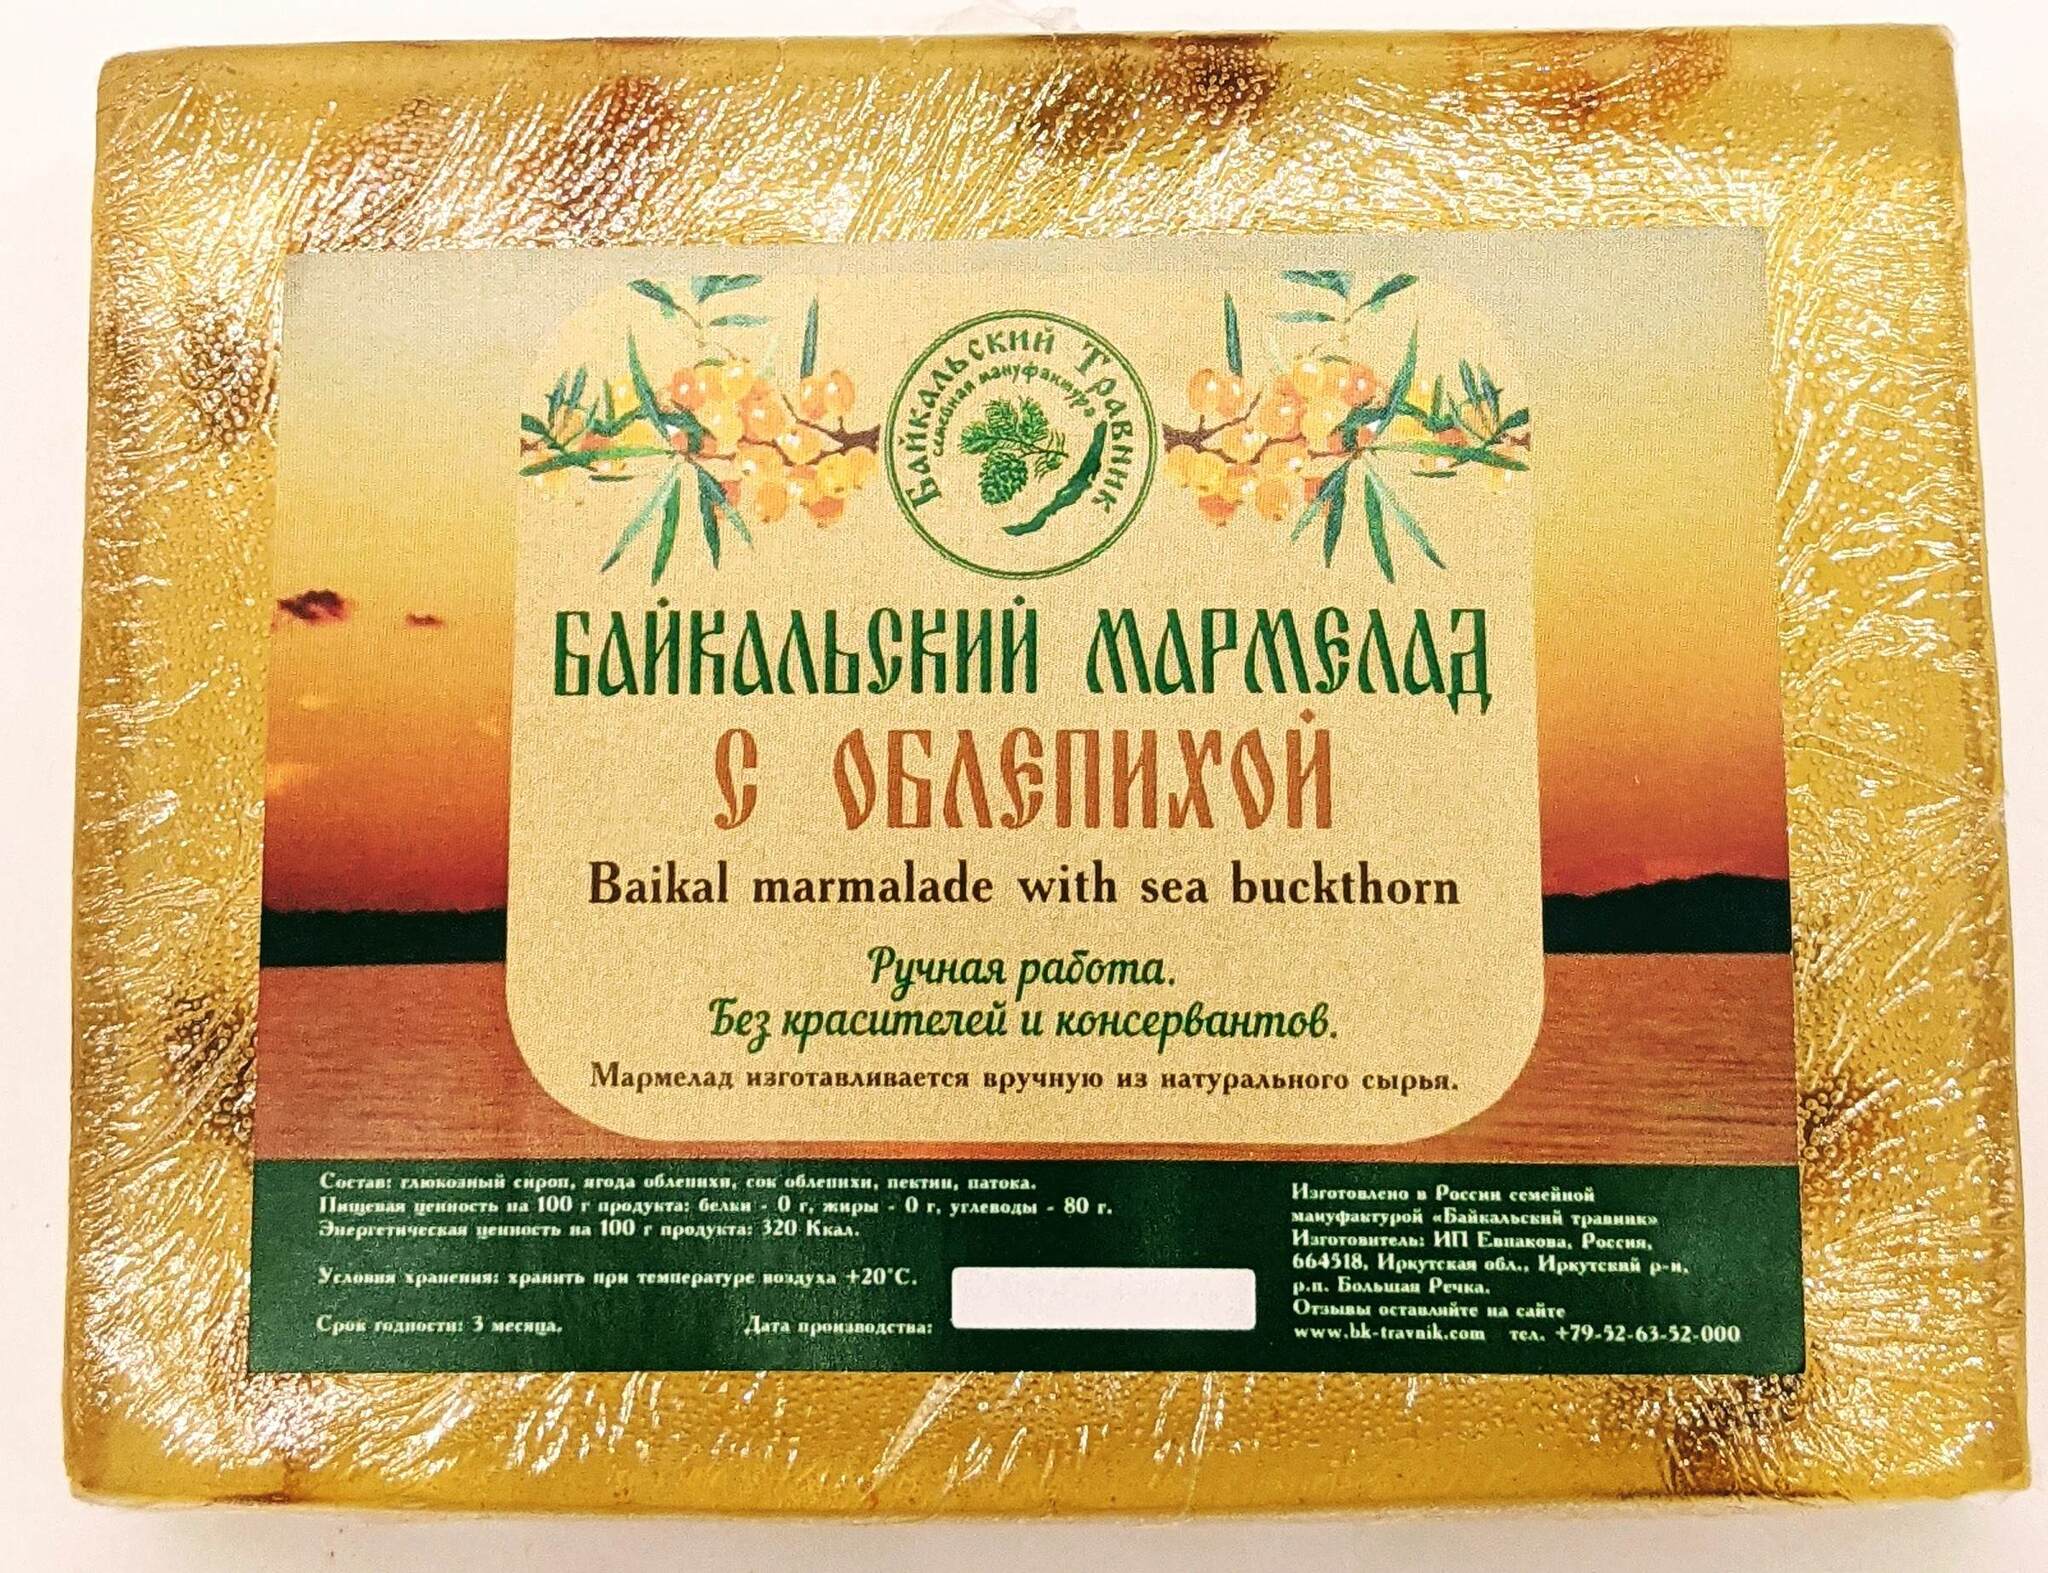 Байкальский Травник
семейная мануфактура
БАЙКАЛЬСКИЙ МАРМЕЛАД
С ОБЛЕПИХОЙ
Baikal marmalade with sea buckthorn
Ручная работа.
Без красителей и консервантов.
Мармелад изготавливается вручную из натурального сырья.
Состав: глюкозный сироп, ягода облепихи, сок облепихи, пектин, патока.
Пищевая ценность на 100 г продукта: белки - 0 г, жиры - 0 г, углеводы - 80 г.
Энергетическая ценность на 100 г продукта: 320 Ккал.
Условия хранения: хранить при температуре воздуха +20°С.
Срок годности: 3 месяца.
Дата производства:
Изготовлено в России семейной
мануфактурой «Байкальский травник»
Изготовитель: ИП Евпакова, Россия,
664518, Иркутская обл., Иркутский р-н,
р.п. Большая Речка.
Отзывы оставляйте на сайте
www.bk-travnik.com тел. +79-52-63-52-000